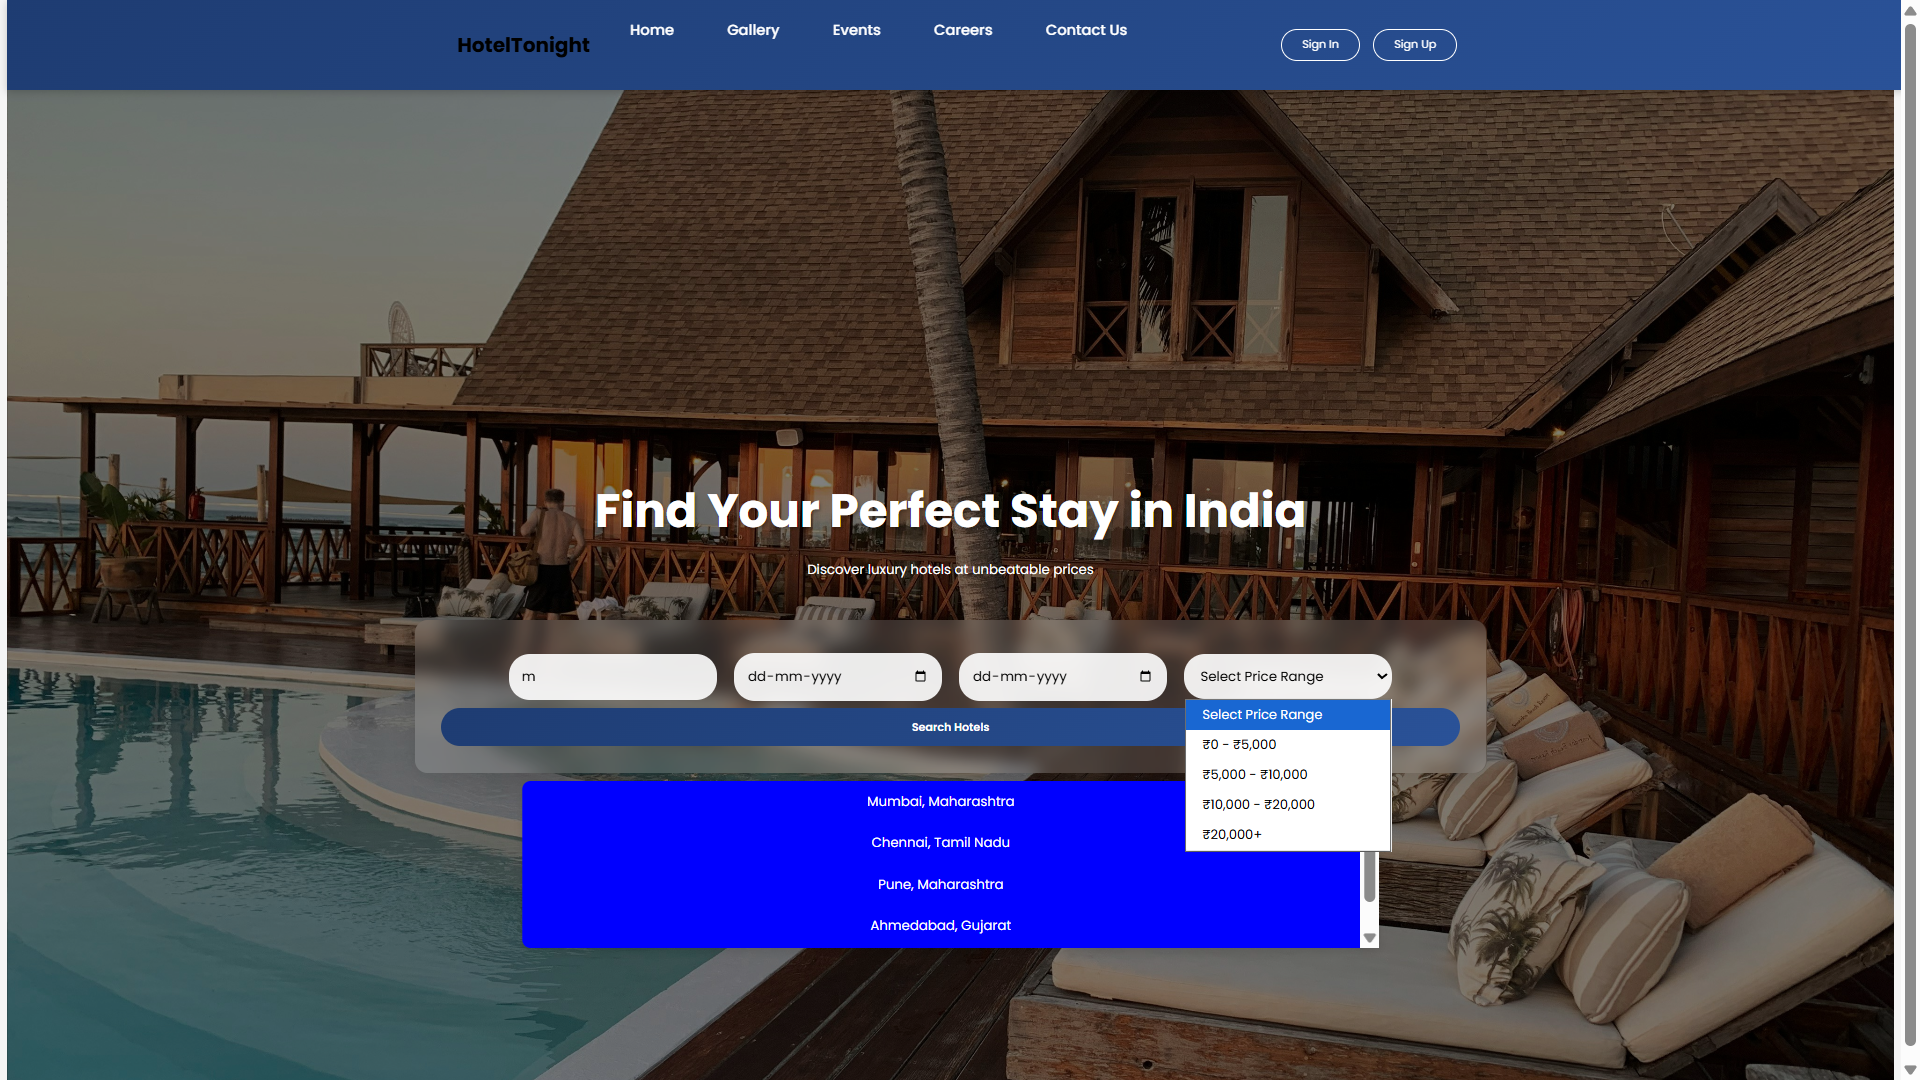 HotelTonight
Home Gallery Events Careers Contact Us
Sign In Sign Up
Find Your Perfect Stay in India
Discover luxury hotels at unbeatable prices
m dd-mm-yyyy dd-mm-yyyy Select Price Range
Search Hotels
Select Price Range
₹0 - ₹5,000
₹5,000 - ₹10,000
₹10,000 - ₹20,000
₹20,000+
Mumbai, Maharashtra
Chennai, Tamil Nadu
Pune, Maharashtra
Ahmedabad, Gujarat